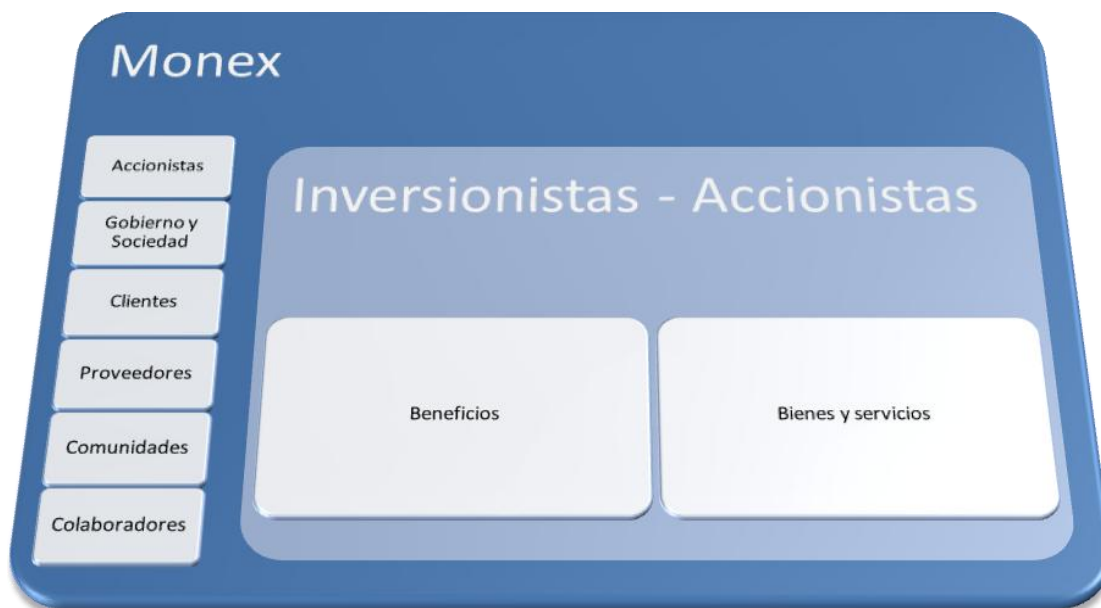 Monex
Accionistas
Gobierno y
Sociedad
Clientes
Proveedores
Comunidades
Colaboradores
Inversionistas - Accionistas
Beneficios
Bienes y servicios